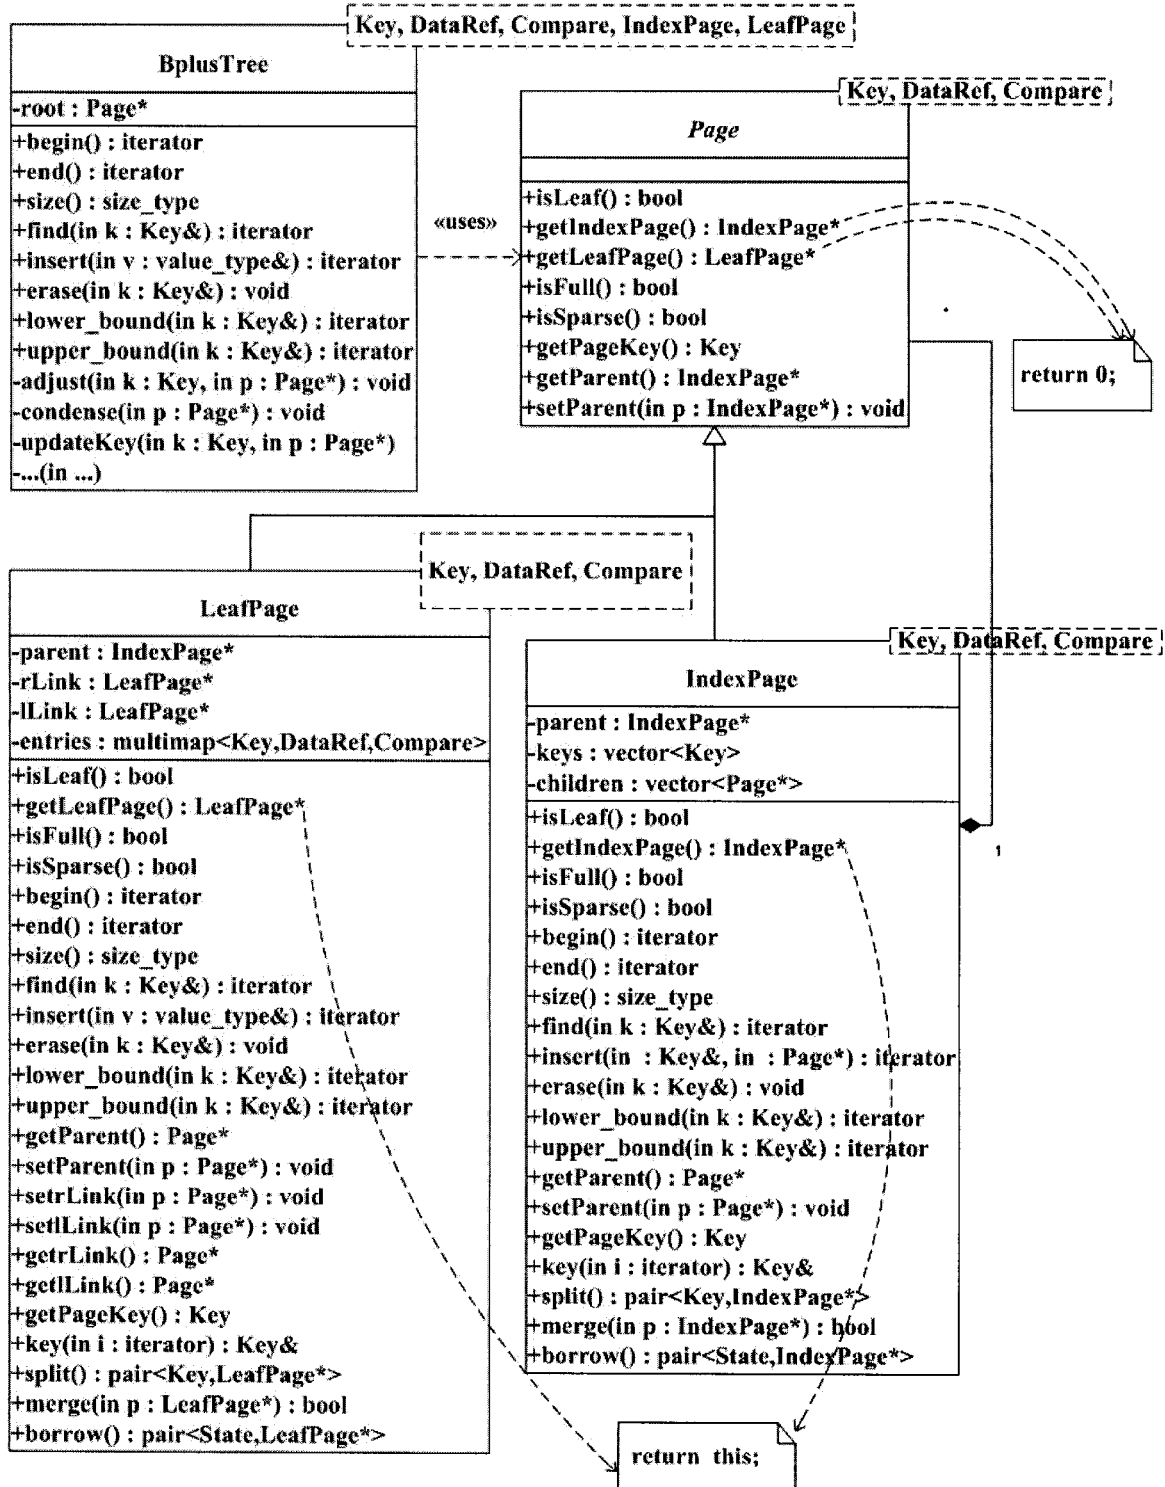 Key, DataRef, Compare, IndexPage, LeafPage
BplusTree
-root : Page*
+begin() : iterator
+end() : iterator
+size() : size_type
+find(in k : Key&) : iterator
+insert(in v : value_type&) : iterator
+erase(in k : Key&) : void
+lower_bound(in k : Key&) : iterator
+upper_bound(in k : Key&) : iterator
-adjust(in k : Key, in p : Page*) : void
-condense(in p : Page*) : void
-updateKey(in k : Key, in p : Page*)
-...(in ...)
«uses»
Key, DataRef, Compare
Page
+isLeaf() : bool
+getIndexPage() : IndexPage*
+getLeafPage() : LeafPage*
+isFull() : bool
+isSparse() : bool
+getPageKey() : Key
+getParent() : IndexPage*
+setParent(in p : IndexPage*) : void
return 0;
Key, DataRef, Compare
LeafPage
-parent : IndexPage*
-rLink : LeafPage*
-lLink : LeafPage*
-entries : multimap<Key,DataRef,Compare>
+isLeaf() : bool
+getLeafPage() : LeafPage*
+isFull() : bool
+isSparse() : bool
+begin() : iterator
+end() : iterator
+size() : size_type
+find(in k : Key&) : iterator
+insert(in v : value_type&) : iterator
+erase(in k : Key&) : void
+lower_bound(in k : Key&) : iterator
+upper_bound(in k : Key&) : iterator
+getParent() : Page*
+setParent(in p : Page*) : void
+setrLink(in p : Page*) : void
+setlLink(in p : Page*) : void
+getrLink() : Page*
+getlLink() : Page*
+getPageKey() : Key
+key(in i : iterator) : Key&
+split() : pair<Key,LeafPage*>
+merge(in p : LeafPage*) : bool
+borrow() : pair<State,LeafPage*>
Key, DataRef, Compare
IndexPage
-parent : IndexPage*
-keys : vector<Key>
-children : vector<Page*>
+isLeaf() : bool
+getIndexPage() : IndexPage*
+isFull() : bool
+isSparse() : bool
+begin() : iterator
+end() : iterator
+size() : size_type
+find(in k : Key&) : iterator
+insert(in : Key&, in : Page*) : iterator
+erase(in k : Key&) : void
+lower_bound(in k : Key&) : iterator
+upper_bound(in k : Key&) : iterator
+getParent() : Page*
+setParent(in p : Page*) : void
+getPageKey() : Key
+key(in i : iterator) : Key&
+split() : pair<Key,IndexPage*>
+merge(in p : IndexPage*) : bool
+borrow() : pair<State,IndexPage*>
1
return this;